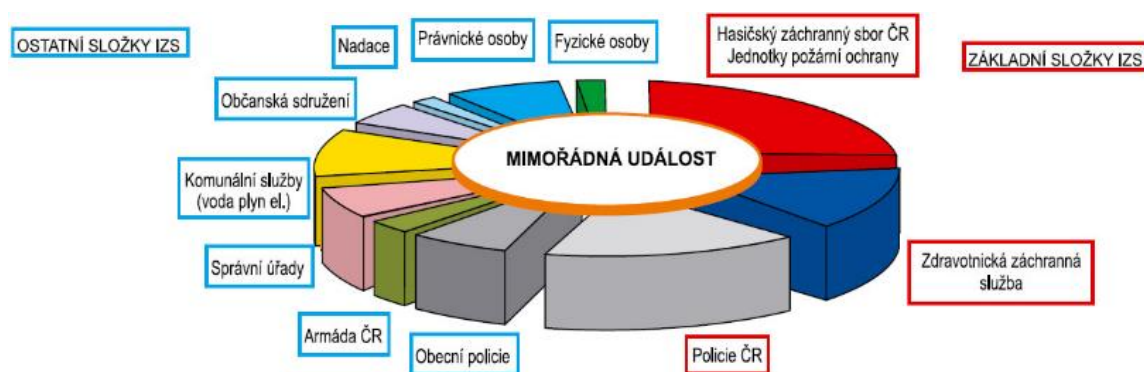 OSTATNÍ SLOŽKY IZS
Nadace
Právnické osoby
Fyzické osoby
Hasičský záchranný sbor ČR
Jednotky požární ochrany
ZÁKLADNÍ SLOŽKY IZS
Občanská sdružení
MIMOŘÁDNÁ UDÁLOST
Komunální služby
(voda plyn el.)
Správní úřady
Zdravotnická záchranná
služba
Armáda ČR
Obecní policie
Policie ČR